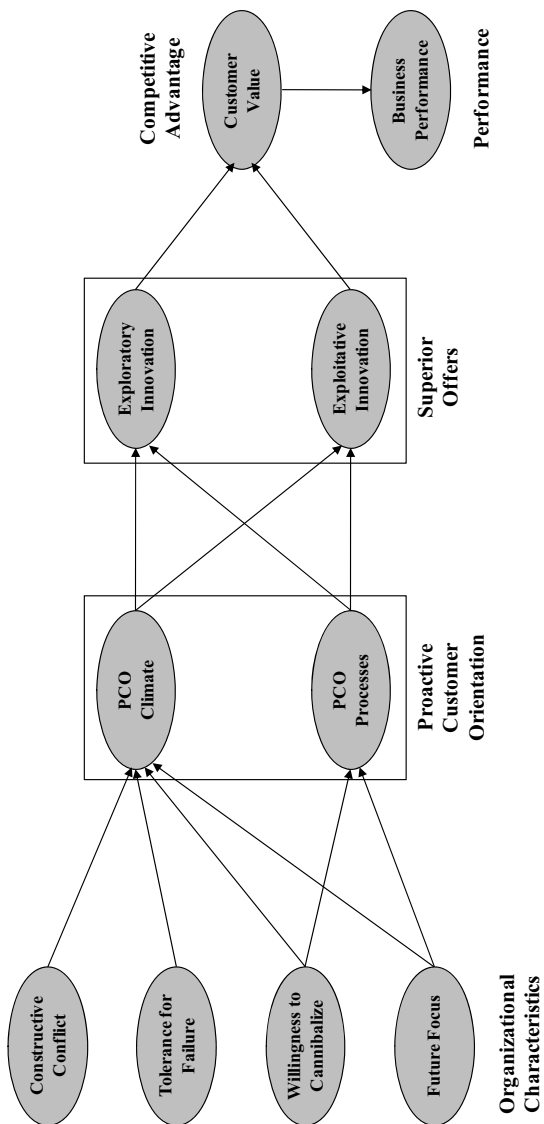 Constructive
Conflict
Tolerance for
Failure
Willingness to
Cannibalize
Future Focus
Organizational
Characteristics
PCO
Climate
PCO
Processes
Proactive
Customer
Orientation
Exploratory
Innovation
Exploitative
Innovation
Superior
Offers
Competitive
Advantage
Customer
Value
Business
Performance
Performance